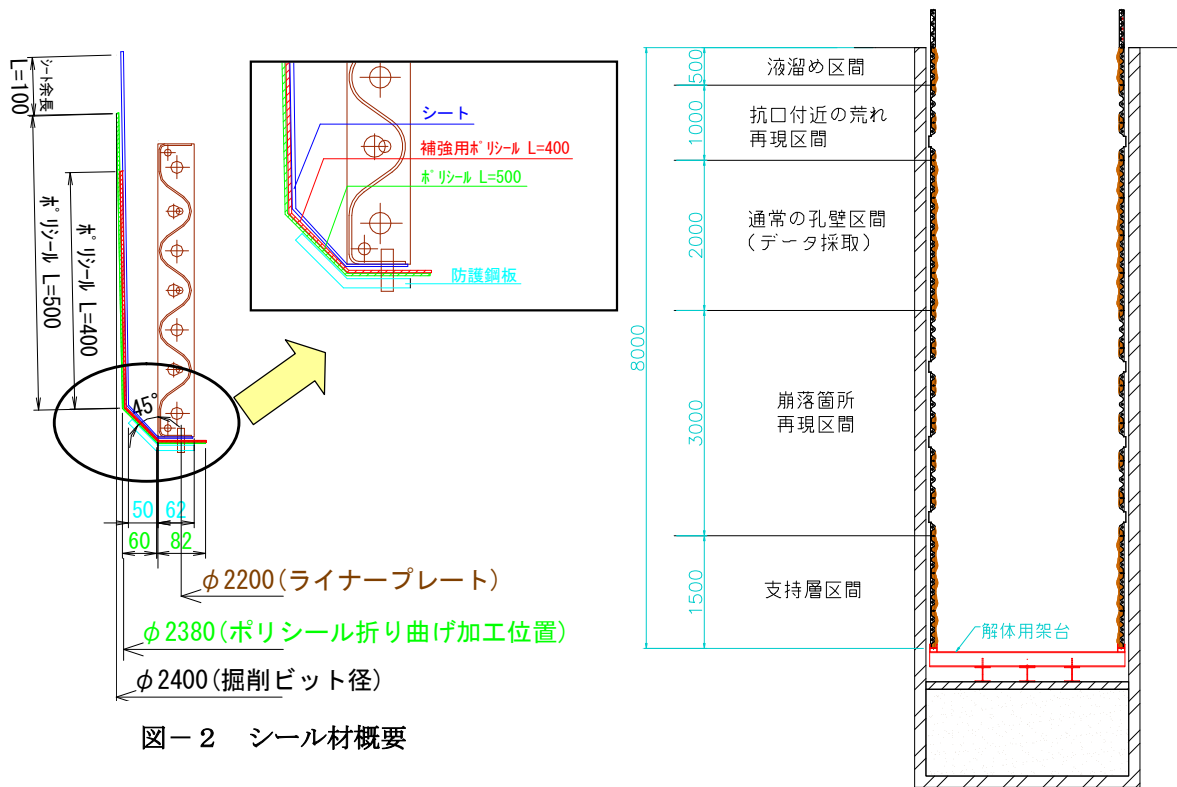 シート余長
L=100
ポリシール L=500
ポリシール L=400
45°
50
62
60
82
φ2200(ライナープレート)
φ2380(ポリシール折り曲げ加工位置)
φ2400(掘削ビット径)
図－２　シール材概要
シート
補強用ポリシール L=400
ポリシール L=500
防護鋼板
8000
500
液溜め区間
1000
抗口付近の荒れ
再現区間
2000
通常の孔壁区間
(データ採取)
3000
崩落箇所
再現区間
1500
支持層区間
解体用架台